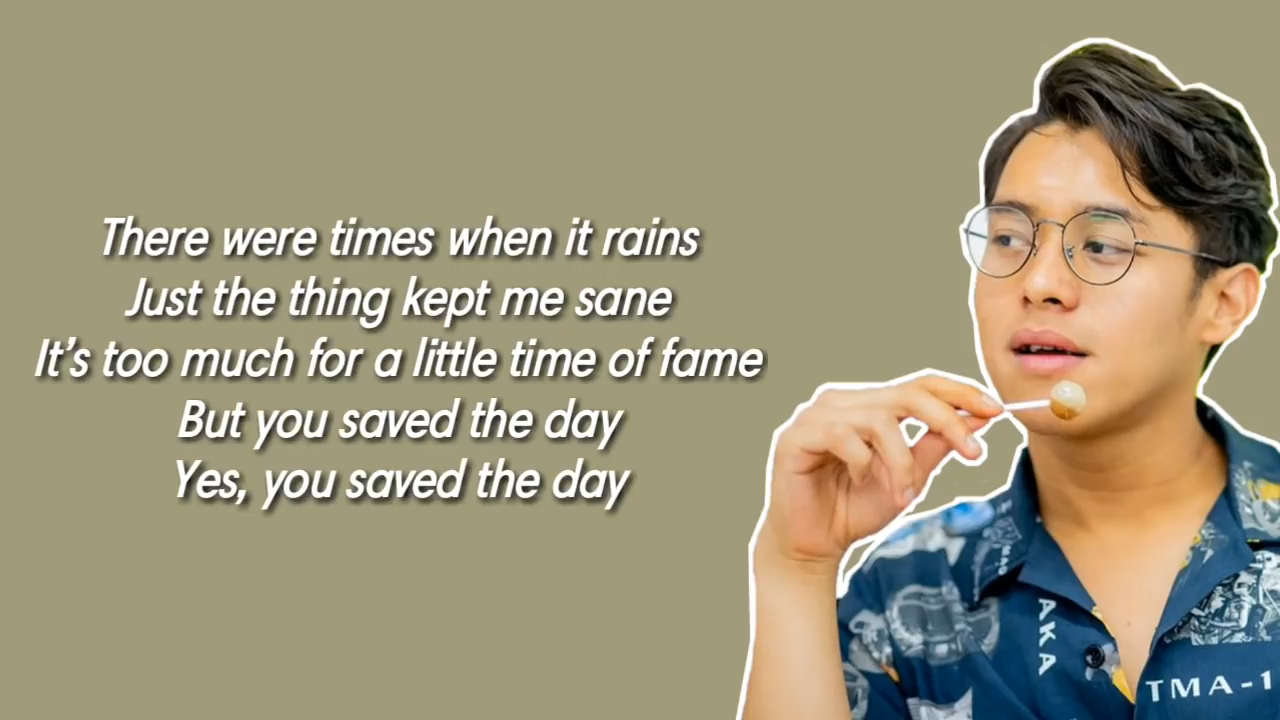 There were times when it rains
Just the thing kept me sane
It’s too much for a little time of fame
But you saved the day
Yes, you saved the day
AKA
TMA-1